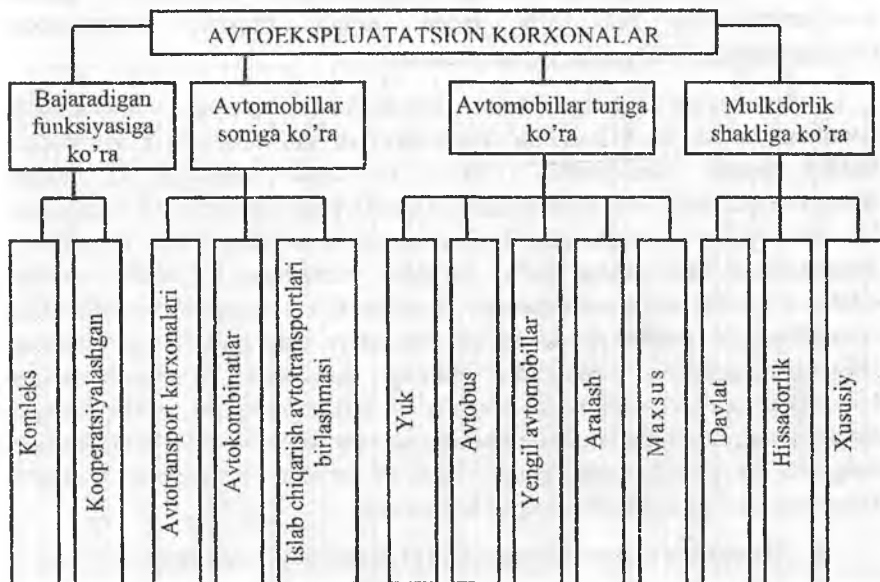 AVTOEKSPLUATATSION KORXONALAR
Bajaradigan
funksiyasiga
ko'ra
Avtomobillar
soniga ko'ra
Avtomobillar turiga
ko'ra
Mulkdorlik
shakliga ko'ra
Komleks
Kooperatsiyalashgan
Avtotransport korxonalari
Avtokombinatlar
Islab chiqarish avtotransportlari
birlashmasi
Yuk
Avtobus
Yengil avtomobillar
Aralash
Maxsus
Davlat
Hissadorlik
Xususiy